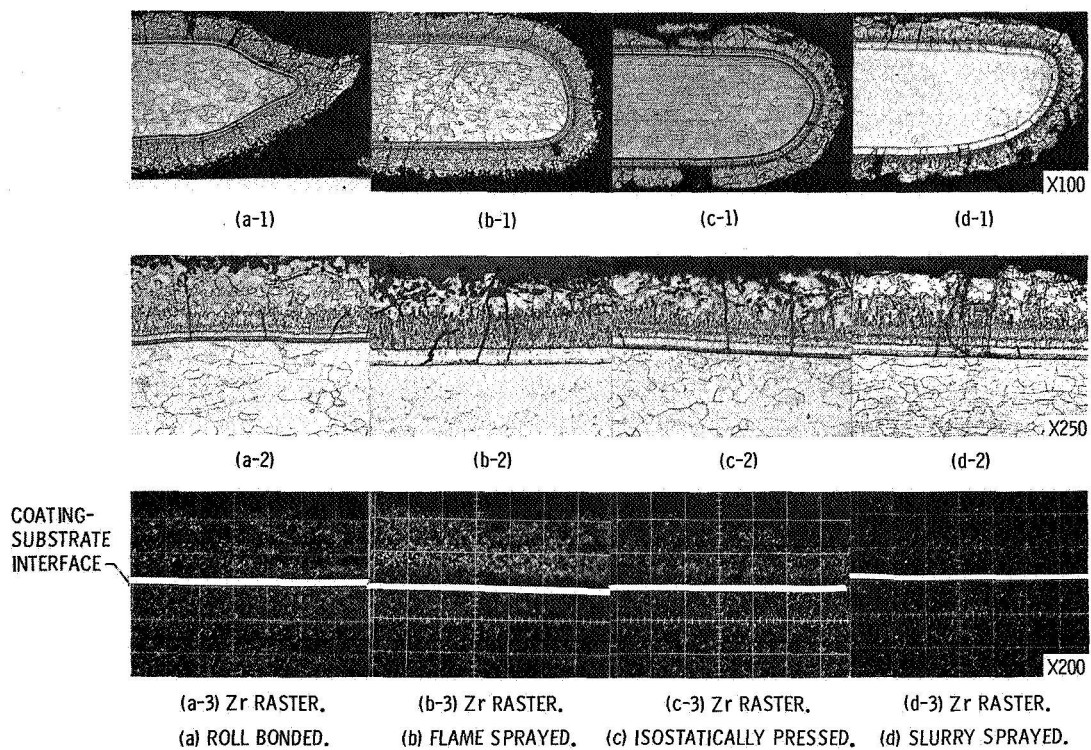 X100
(a-1) (b-1) (c-1) (d-1)
X250
(a-2) (b-2) (c-2) (d-2)
COATING-
SUBSTRATE
INTERFACE
X200
(a-3) Zr RASTER. (b-3) Zr RASTER. (c-3) Zr RASTER. (d-3) Zr RASTER.
(a) ROLL BONDED. (b) FLAME SPRAYED. (c) ISOSTATICALLY PRESSED. (d) SLURRY SPRAYED.